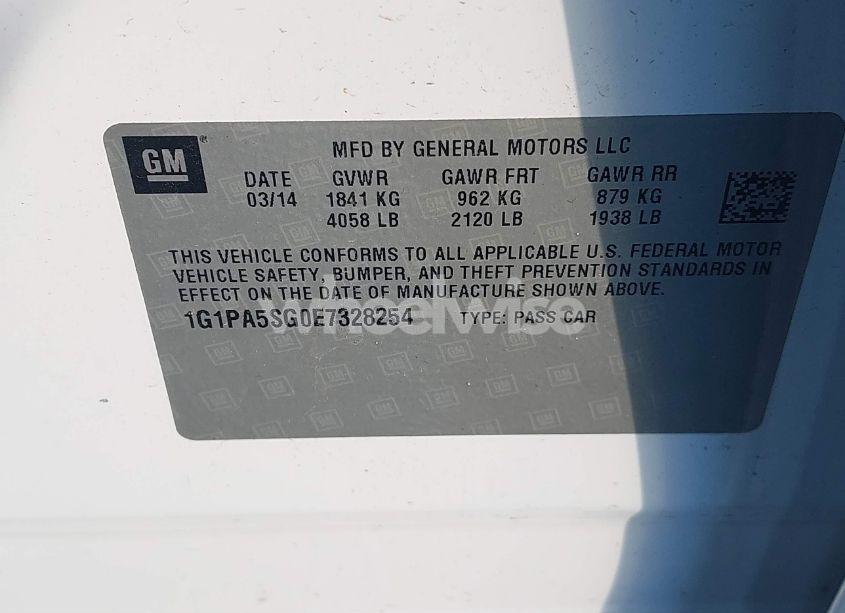 GM
MFD BY GENERAL MOTORS LLC
DATE GVWR GAWR FRT GAWR RR
03/14 1841 KG 962 KG 879 KG
4058 LB 2120 LB 1938 LB
THIS VEHICLE CONFORMS TO ALL APPLICABLE U.S. FEDERAL MOTOR
VEHICLE SAFETY, BUMPER, AND THEFT PREVENTION STANDARDS IN
EFFECT ON THE DATE OF MANUFACTURE SHOWN ABOVE.
1G1PA5SG0E7328254 TYPE: PASS CAR
wheelwise